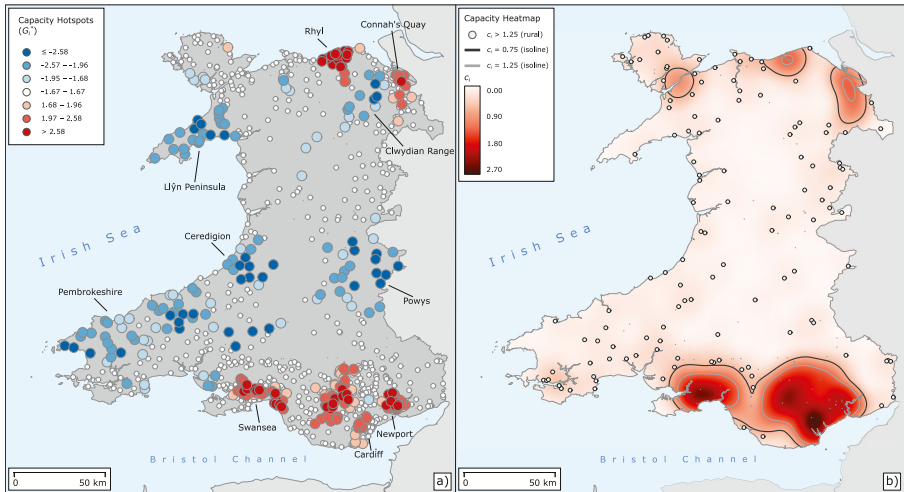 Capacity Hotspots
(Gᵢ*)
≤ -2.58
-2.57 – -1.96
-1.95 – -1.68
-1.67 – 1.67
1.68 – 1.96
1.97 – 2.58
> 2.58
Rhyl
Connah's Quay
Clwydian Range
Llŷn Peninsula
Irish Sea
Ceredigion
Powys
Pembrokeshire
Swansea
Newport
Cardiff
Bristol Channel
0 50 km
a)
Capacity Heatmap
cᵢ > 1.25 (rural)
cᵢ = 0.75 (isoline)
cᵢ = 1.25 (isoline)
cᵢ
0.00
0.90
1.80
2.70
Irish Sea
Bristol Channel
0 50 km
b)